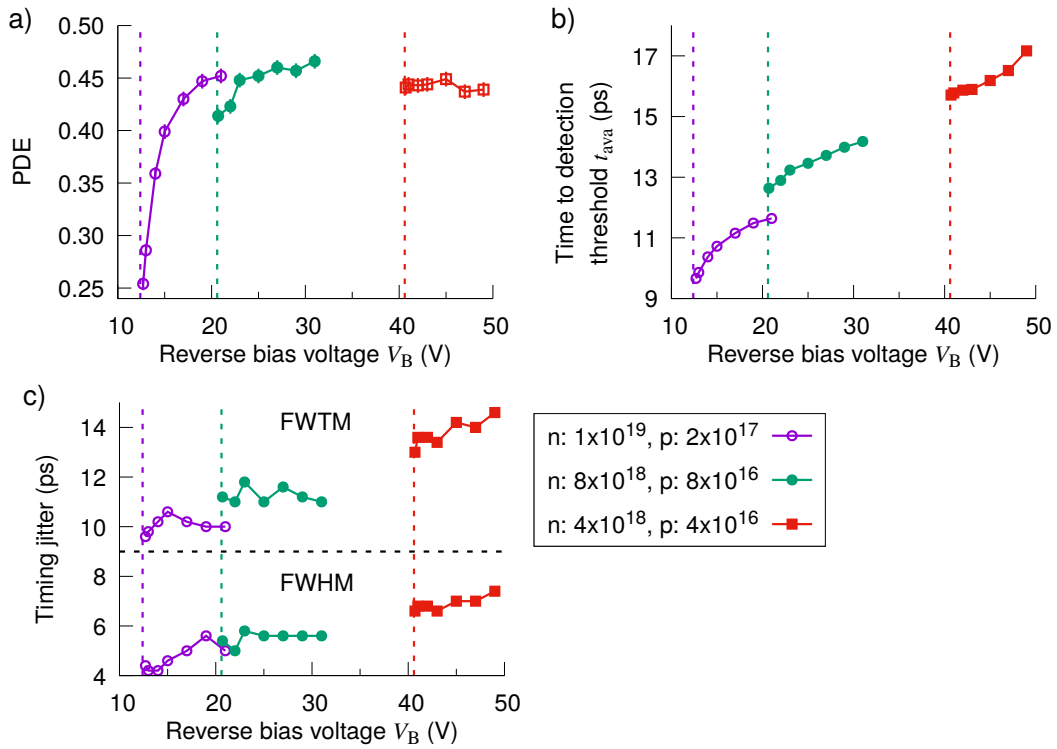 a)
0.50
0.45
0.40
0.35
0.30
0.25
PDE
10 20 30 40 50
Reverse bias voltage V_B (V)
b)
17
15
13
11
9
Time to detection
threshold t_ava (ps)
10 20 30 40 50
Reverse bias voltage V_B (V)
c)
14
12
10
8
6
4
Timing jitter (ps)
FWTM
FWHM
10 20 30 40 50
Reverse bias voltage V_B (V)
n: 1x10^19, p: 2x10^17
n: 8x10^18, p: 8x10^16
n: 4x10^18, p: 4x10^16